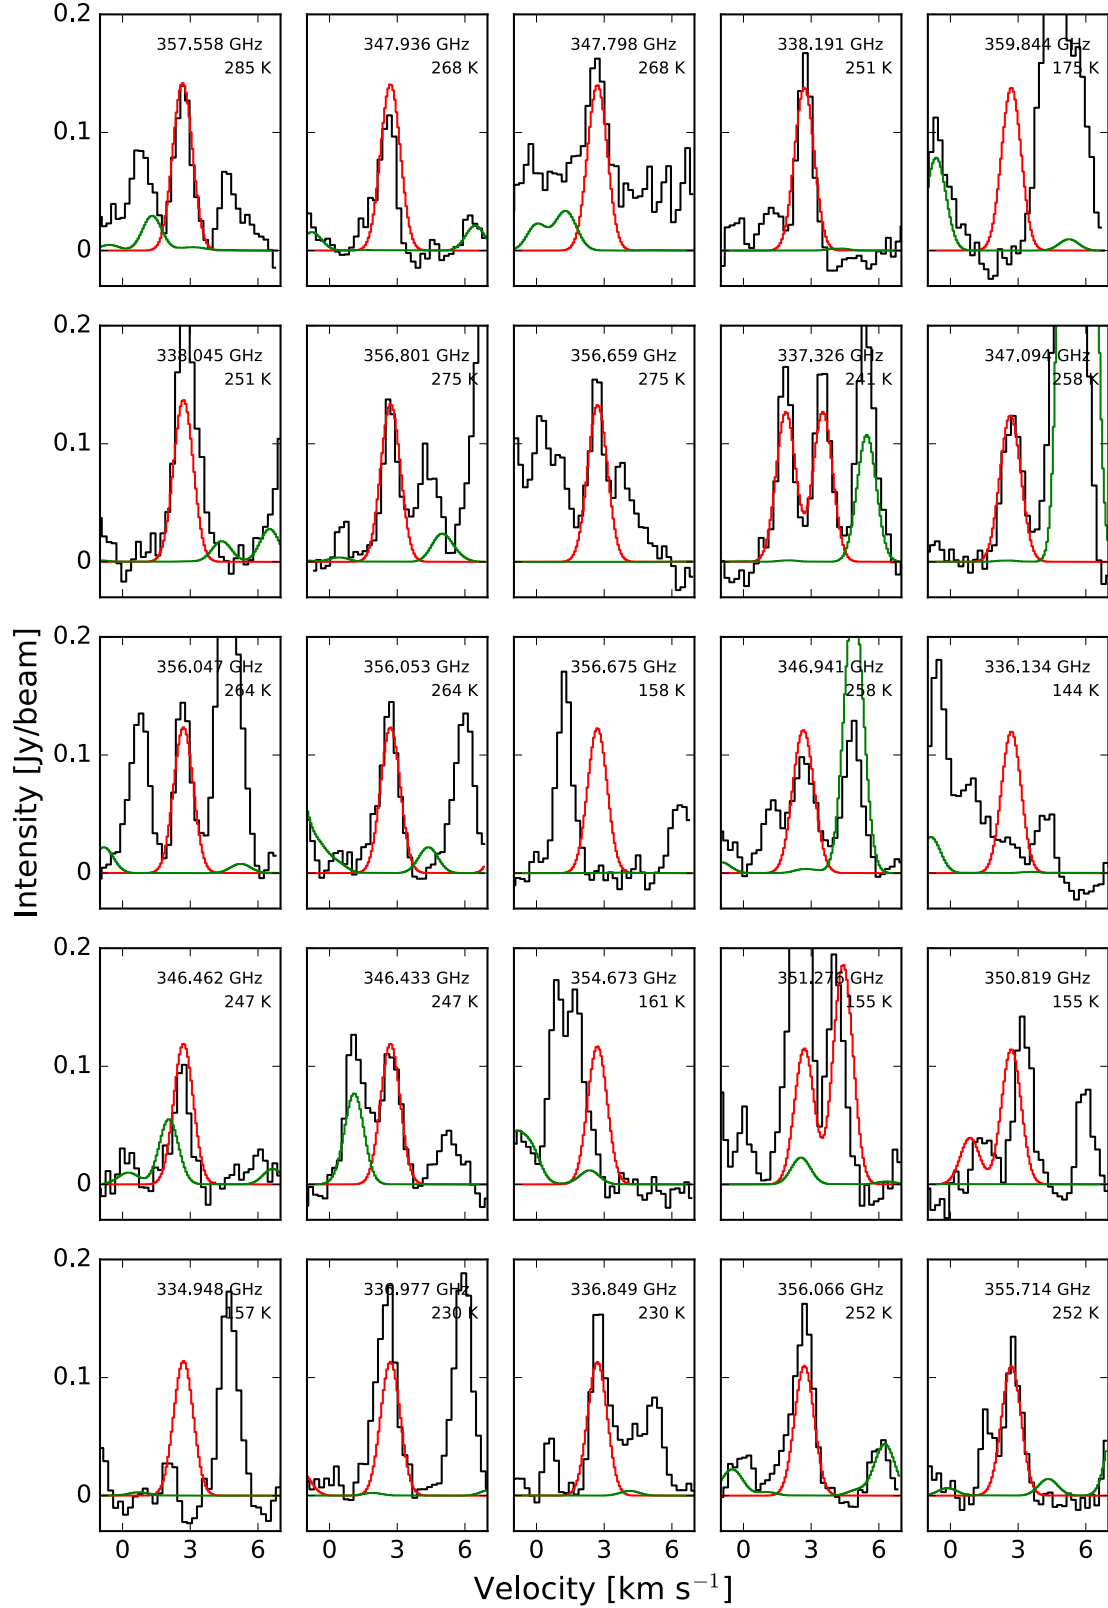 0.2
357.558 GHz 347.936 GHz 347.798 GHz 338.191 GHz 359.844 GHz
285 K 268 K 268 K 251 K 175 K
0.1
0
0.2
338.045 GHz 356.801 GHz 356.659 GHz 337.326 GHz 347.094 GHz
251 K 275 K 275 K 241 K 258 K
0.1
0
0.2
356.047 GHz 356.053 GHz 356.675 GHz 346.941 GHz 336.134 GHz
264 K 264 K 158 K 258 K 144 K
0.1
0
Intensity [Jy/beam]
0.2
346.462 GHz 346.433 GHz 354.673 GHz 351.276 GHz 350.819 GHz
247 K 247 K 161 K 155 K 155 K
0.1
0
0.2
334.948 GHz 336.977 GHz 336.849 GHz 356.066 GHz 355.714 GHz
157 K 230 K 230 K 252 K 252 K
0.1
0
0 3 6 0 3 6 0 3 6 0 3 6 0 3 6
Velocity [km s⁻¹]